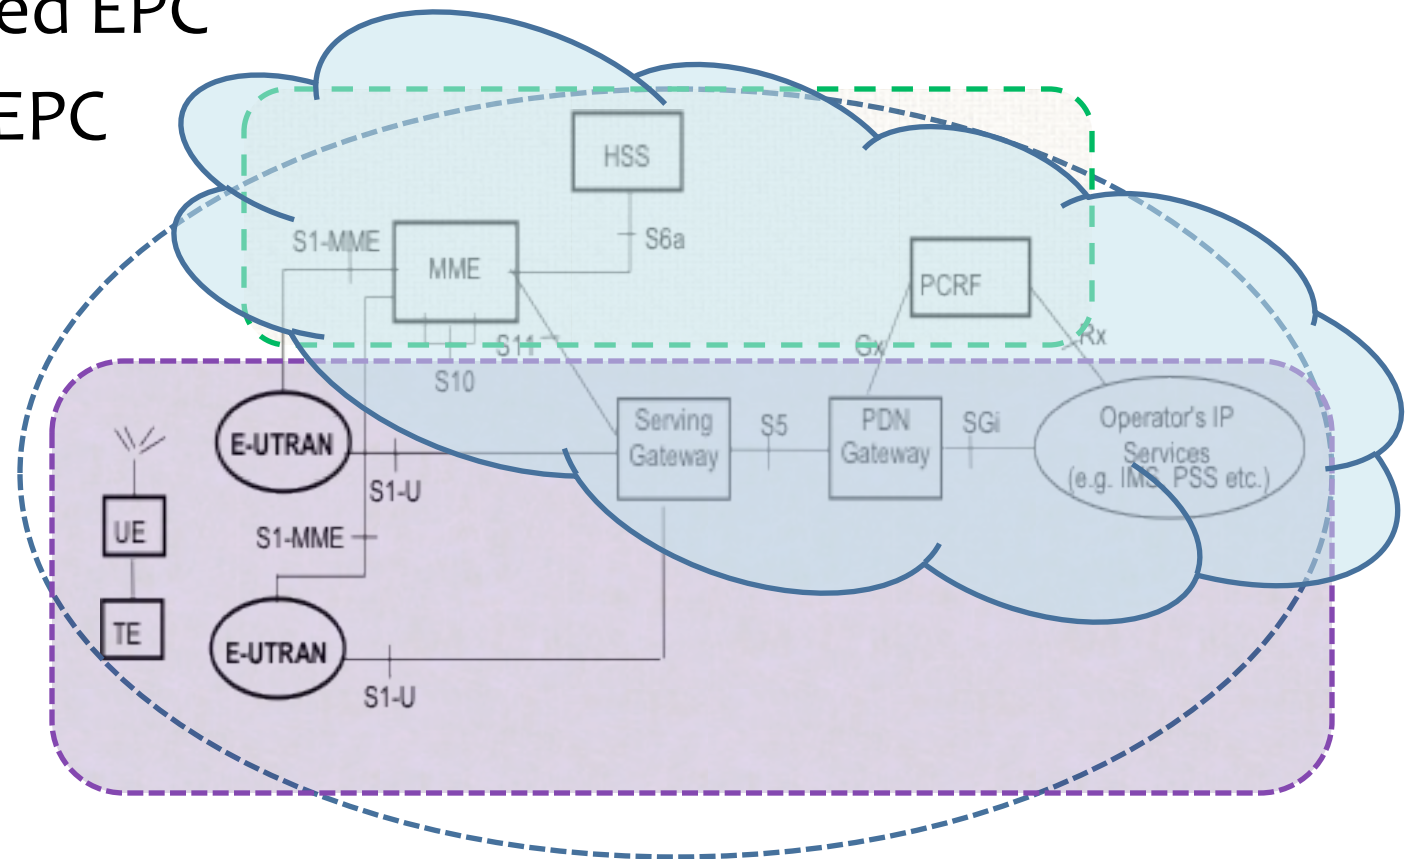 ed EPC
EPC
HSS
S1-MME
S6a
MME
PCRF
S11
Gx
Rx
S10
E-UTRAN
Serving
Gateway
S5
PDN
Gateway
SGi
Operator's IP
Services
(e.g. IMS, PSS etc.)
S1-U
UE
S1-MME
TE
E-UTRAN
S1-U